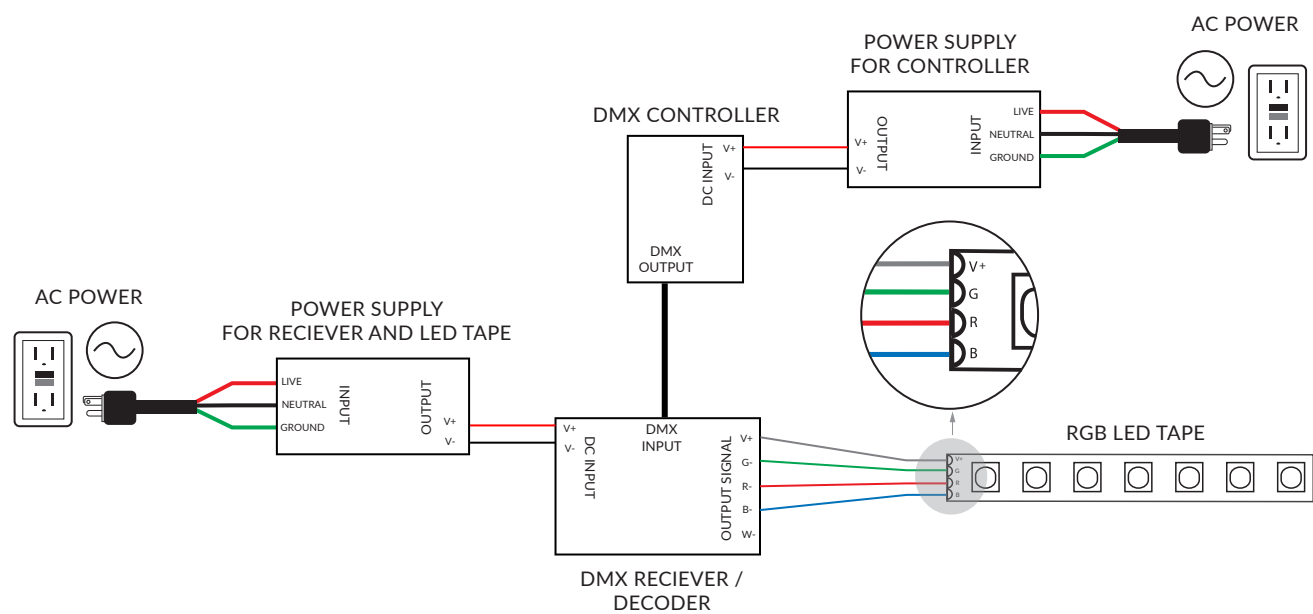 AC POWER
POWER SUPPLY
FOR CONTROLLER
LIVE
NEUTRAL
GROUND
INPUT
OUTPUT
V+
V-
DMX CONTROLLER
V+
V-
DC INPUT
DMX
OUTPUT
V+
G
R
B
AC POWER
POWER SUPPLY
FOR RECIEVER AND LED TAPE
LIVE
NEUTRAL
GROUND
INPUT
OUTPUT
V+
V-
V+
V-
DC INPUT
DMX
INPUT
OUTPUT SIGNAL
V+
G-
R-
B-
W-
DMX RECIEVER /
DECODER
RGB LED TAPE
V+
G
R
B